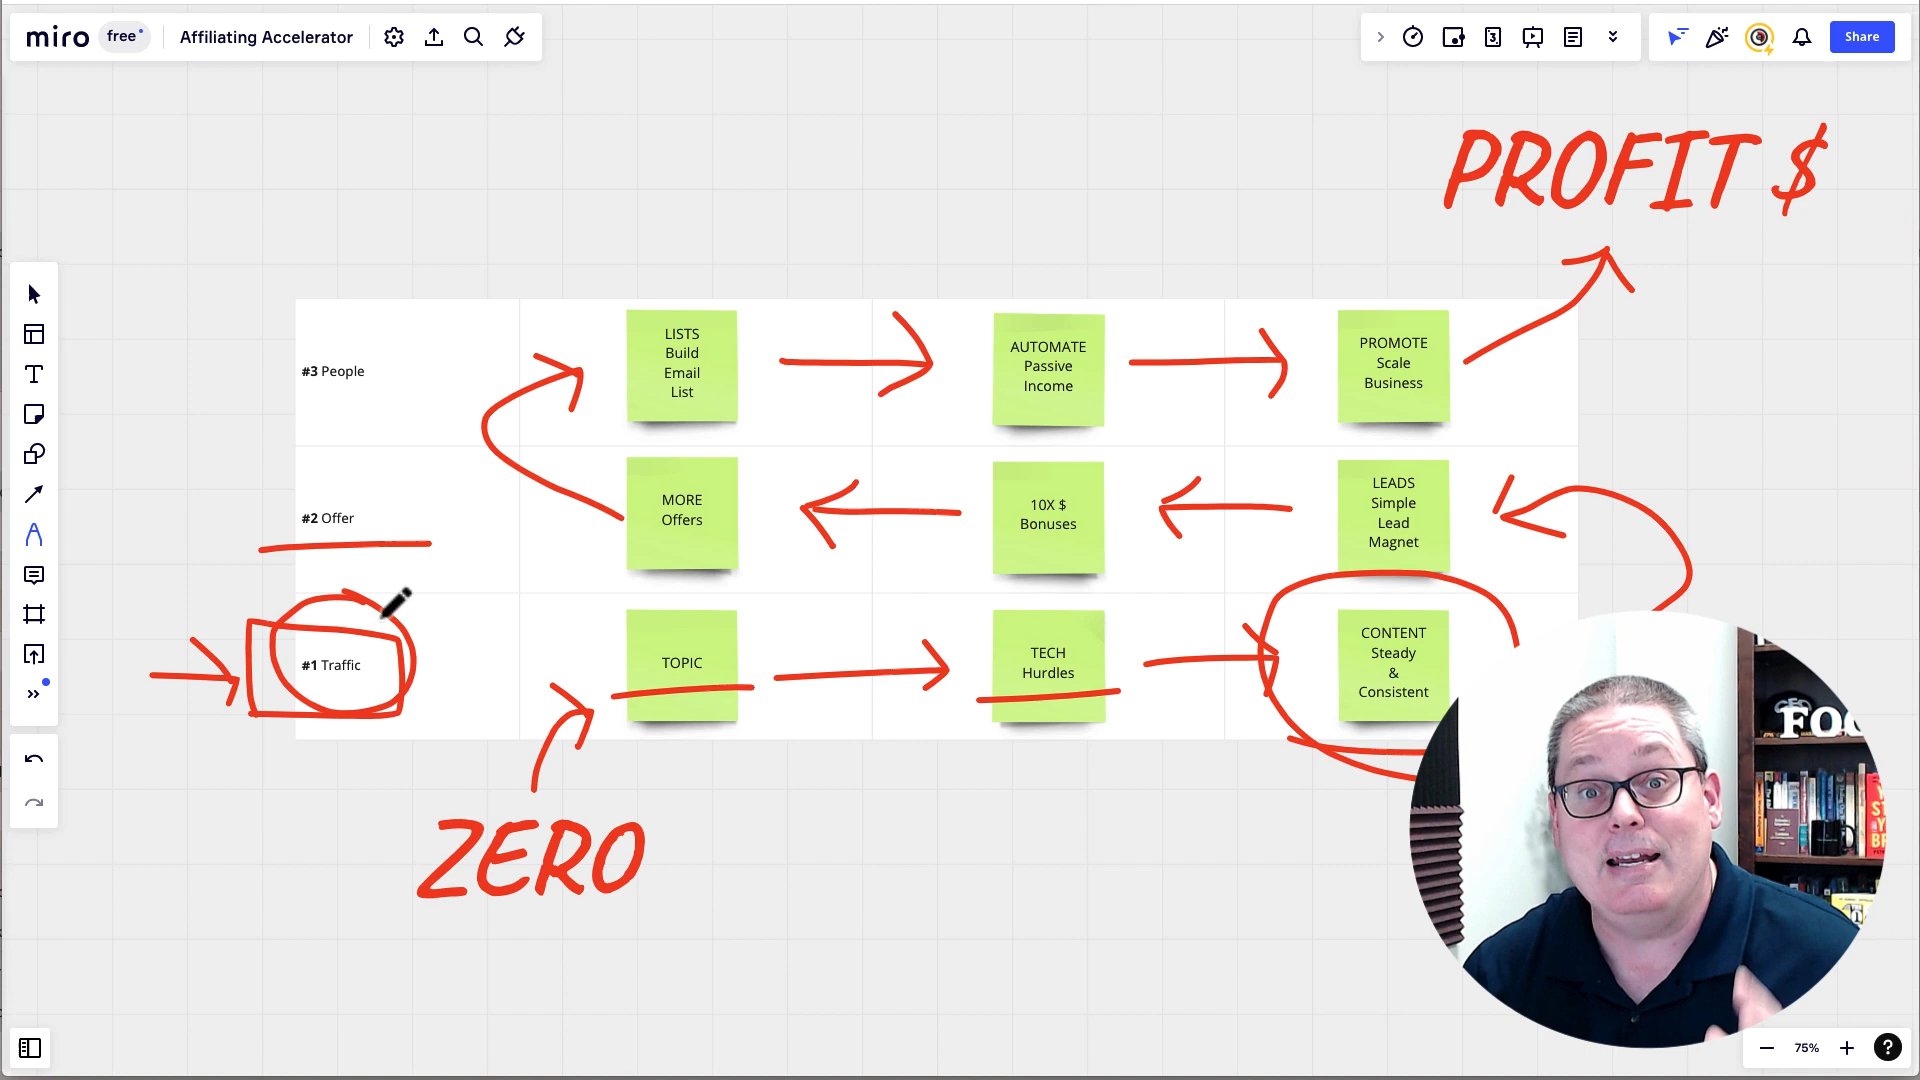 miro free Affiliating Accelerator
3
Share
PROFIT $
#3 People
LISTS
Build
Email
List
AUTOMATE
Passive
Income
PROMOTE
Scale
Business
#2 Offer
MORE
Offers
10X $
Bonuses
LEADS
Simple
Lead
Magnet
#1 Traffic
TOPIC
TECH
Hurdles
CONTENT
Steady
&
Consistent
ZERO
75%
?